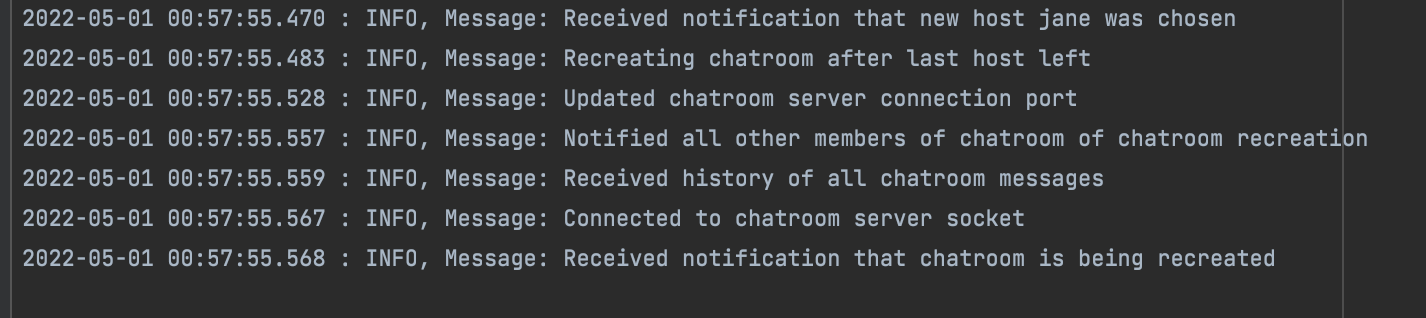 2022-05-01 00:57:55.470 : INFO, Message: Received notification that new host jane was chosen
2022-05-01 00:57:55.483 : INFO, Message: Recreating chatroom after last host left
2022-05-01 00:57:55.528 : INFO, Message: Updated chatroom server connection port
2022-05-01 00:57:55.557 : INFO, Message: Notified all other members of chatroom of chatroom recreation
2022-05-01 00:57:55.559 : INFO, Message: Received history of all chatroom messages
2022-05-01 00:57:55.567 : INFO, Message: Connected to chatroom server socket
2022-05-01 00:57:55.568 : INFO, Message: Received notification that chatroom is being recreated